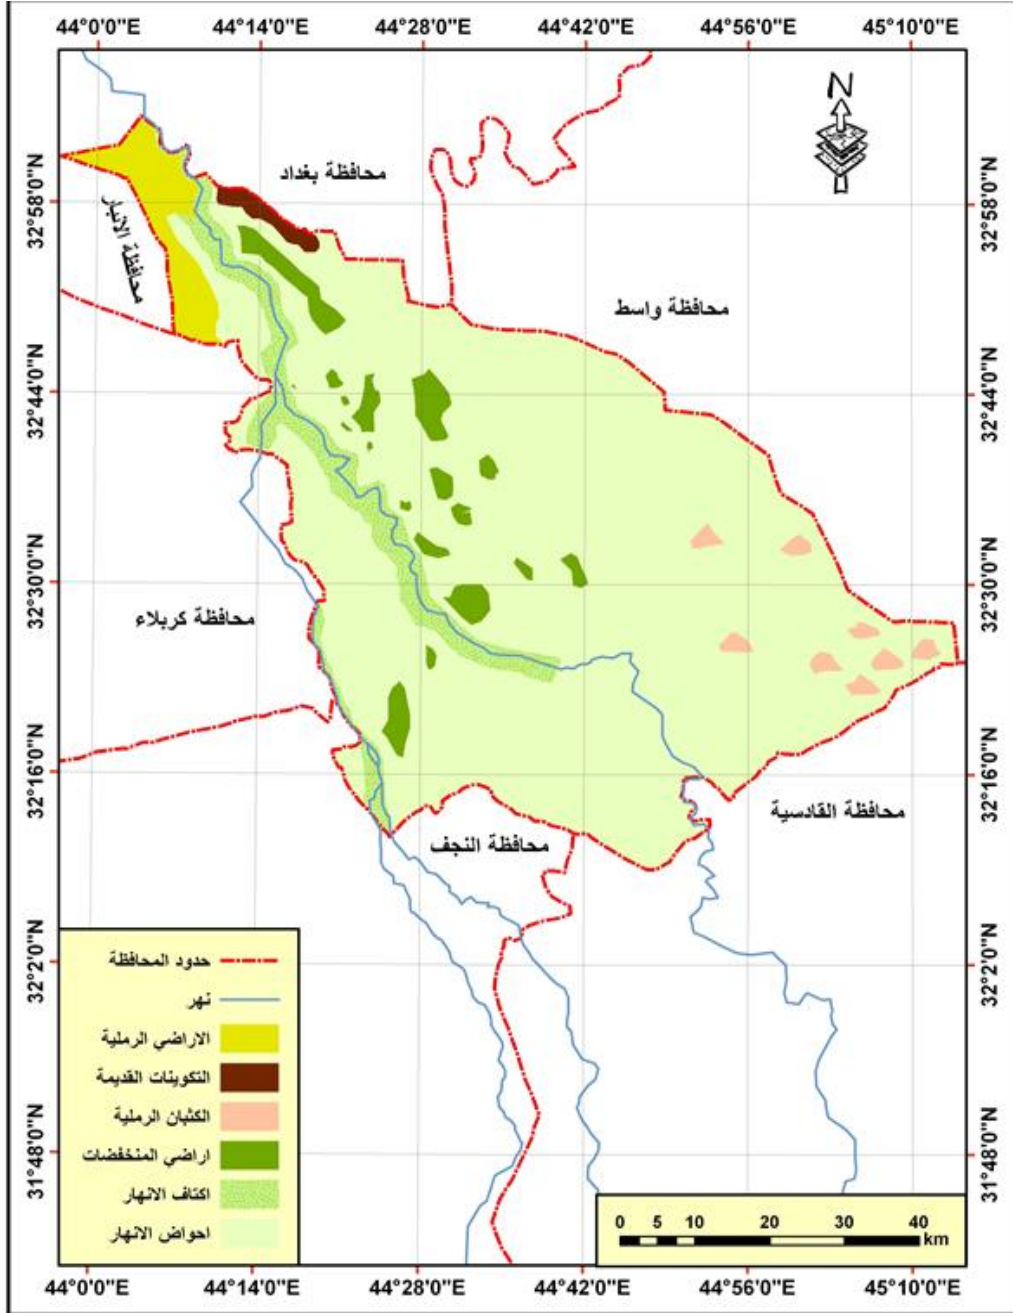 44°0'0"E 44°14'0"E 44°28'0"E 44°42'0"E 44°56'0"E 45°10'0"E
N
محافظة بغداد
32°58'0"N 32°58'0"N
محافظة الانبار
محافظة واسط
32°44'0"N 32°44'0"N
32°30'0"N 32°30'0"N
محافظة كربلاء
32°16'0"N 32°16'0"N
محافظة القادسية
محافظة النجف
32°2'0"N 32°2'0"N
حدود المحافظة
نهر
الاراضي الرملية
التكوينات القديمة
الكثبان الرملية
اراضي المنخفضات
اكتاف الانهار
احواض الانهار
31°48'0"N 31°48'0"N
0 5 10 20 30 40
km
44°0'0"E 44°14'0"E 44°28'0"E 44°42'0"E 44°56'0"E 45°10'0"E